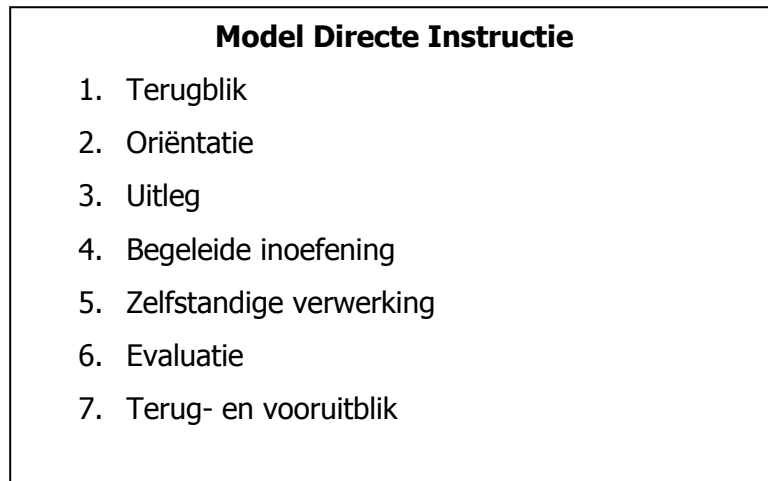 Model Directe Instructie
1. Terugblik
2. Oriëntatie
3. Uitleg
4. Begeleide inoefening
5. Zelfstandige verwerking
6. Evaluatie
7. Terug- en vooruitblik